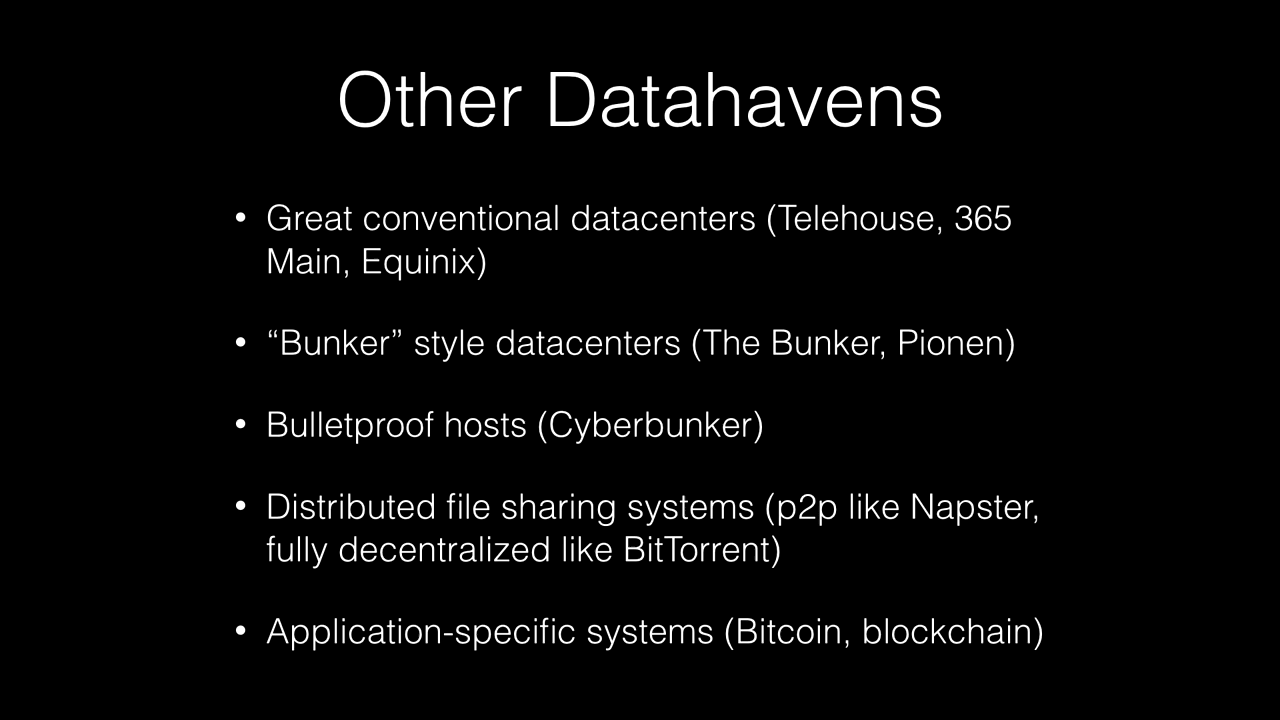 Other Datahavens
• Great conventional datacenters (Telehouse, 365
Main, Equinix)
• “Bunker” style datacenters (The Bunker, Pionen)
• Bulletproof hosts (Cyberbunker)
• Distributed file sharing systems (p2p like Napster,
fully decentralized like BitTorrent)
• Application-specific systems (Bitcoin, blockchain)